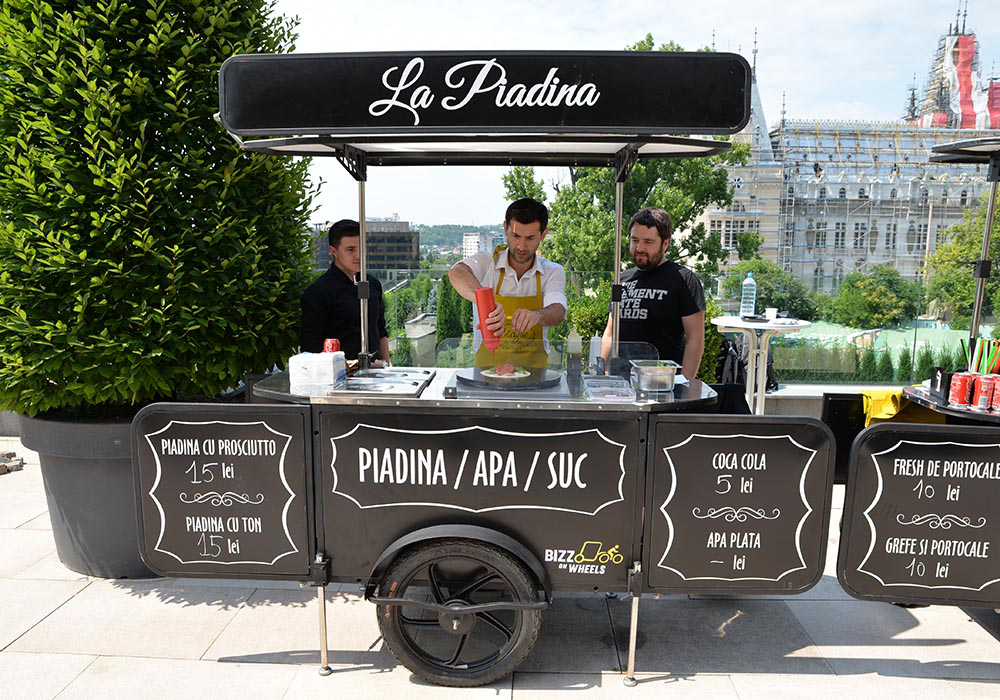 La Piadina
PIADINA CU PROSCIUTTO
15 lei
PIADINA CU TON
15 lei
PIADINA / APA / SUC
BIZZ
ON WHEELS
COCA COLA
5 lei
APA PLATA
- lei
FRESH DE PORTOCALE
10 lei
GREFE SI PORTOCALE
10 lei